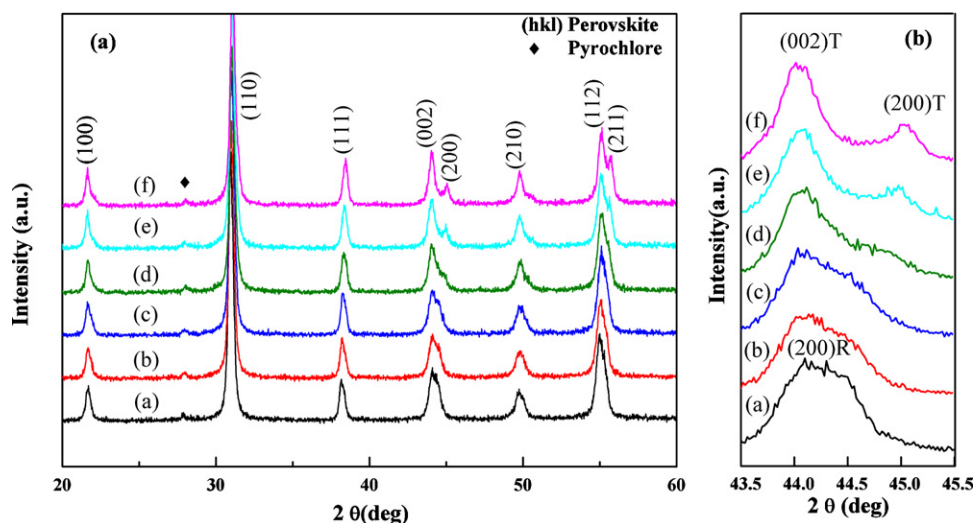 (a)
(hkl) Perovskite
♦ Pyrochlore
(100)
(110)
(111)
(002)
(200)
(210)
(112)
(211)
(f)
(e)
(d)
(c)
(b)
(a)
Intensity (a.u.)
20 30 40 50 60
2 θ(deg)
(b)
(002)T
(200)T
(f)
(e)
(d)
(c)
(b)
(200)R
(a)
Intensity(a.u.)
43.5 44.0 44.5 45.0 45.5
2 θ (deg)